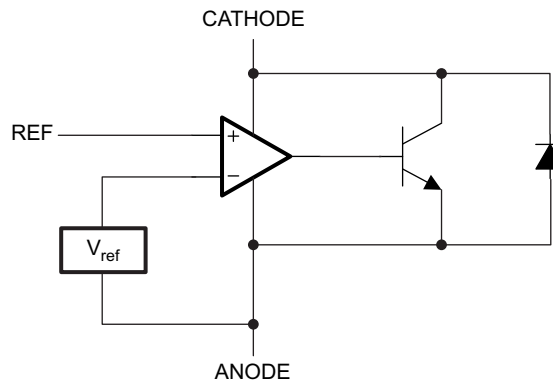 CATHODE
REF
+
−
Vref
ANODE